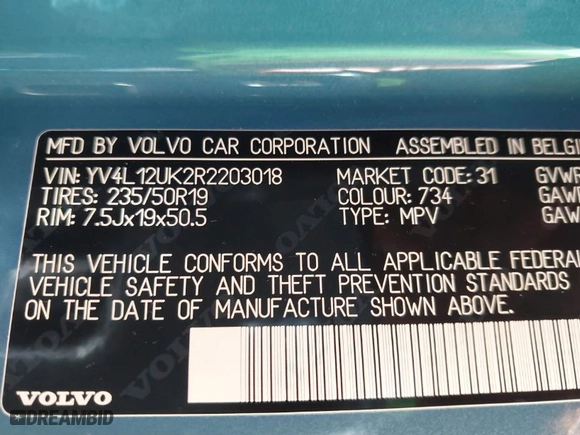 MFD BY VOLVO CAR CORPORATION ASSEMBLED IN BELGI
VIN: YV4L12UK2R2203018 MARKET CODE: 31 GVWR
TIRES: 235/50R19 COLOUR: 734 GAWR
RIM: 7.5Jx19x50.5 TYPE: MPV GAW
THIS VEHICLE CONFORMS TO ALL APPLICABLE FEDERAL
VEHICLE SAFETY AND THEFT PREVENTION STANDARDS
ON THE DATE OF MANUFACTURE SHOWN ABOVE.
VOLVO
DREAMBID